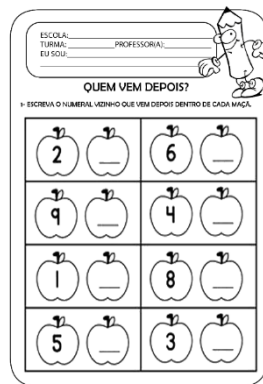 ESCOLA:
TURMA: PROFESSOR(A):
EU SOU:
QUEM VEM DEPOIS?
1- ESCREVA O NUMERAL VIZINHO QUE VEM DEPOIS DENTRO DE CADA MAÇÃ.
2 6
9 4
1 8
5 3